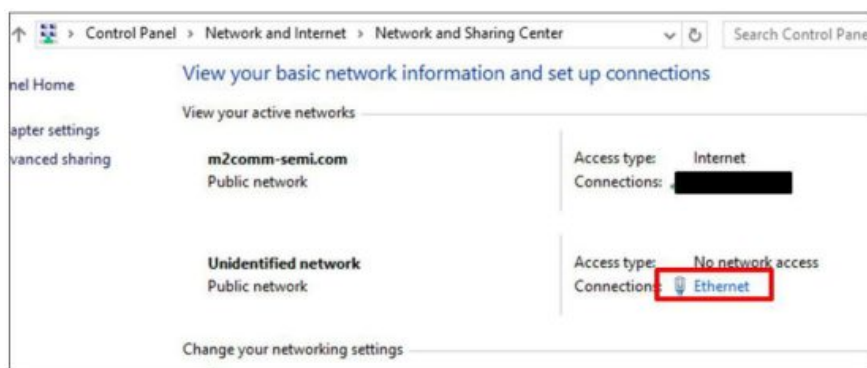 Control Panel > Network and Internet > Network and Sharing Center
Search Control Pane
nel Home
View your basic network information and set up connections
View your active networks
apter settings
vanced sharing
m2comm-semi.com
Access type: Internet
Public network
Connections:
Unidentified network
Access type: No network access
Public network
Connections: Ethernet
Change your networking settings